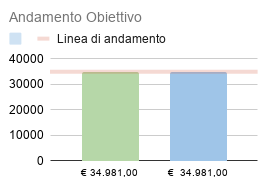 Andamento Obiettivo
Linea di andamento
40000
30000
20000
10000
0
€ 34.981,00 € 34.981,00